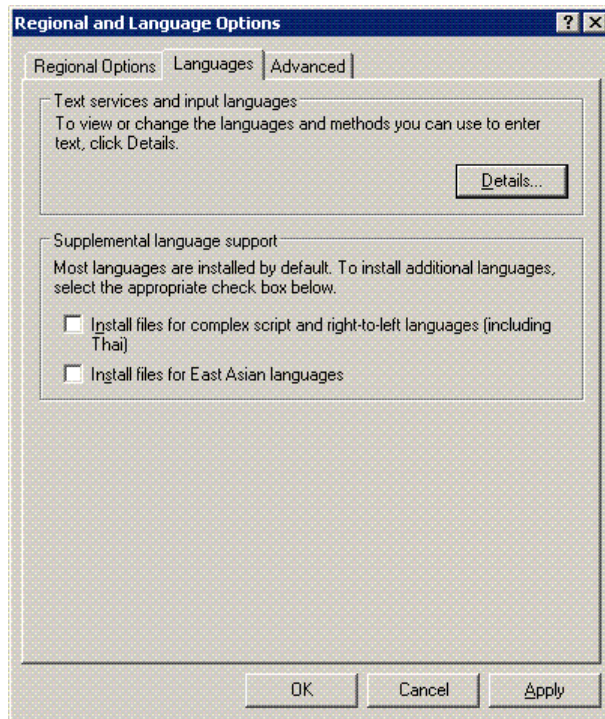 Regional and Language Options
Regional Options Languages Advanced
Text services and input languages
To view or change the languages and methods you can use to enter
text, click Details.
Details...
Supplemental language support
Most languages are installed by default. To install additional languages,
select the appropriate check box below.
Install files for complex script and right-to-left languages (including
Thai)
Install files for East Asian languages
OK Cancel Apply